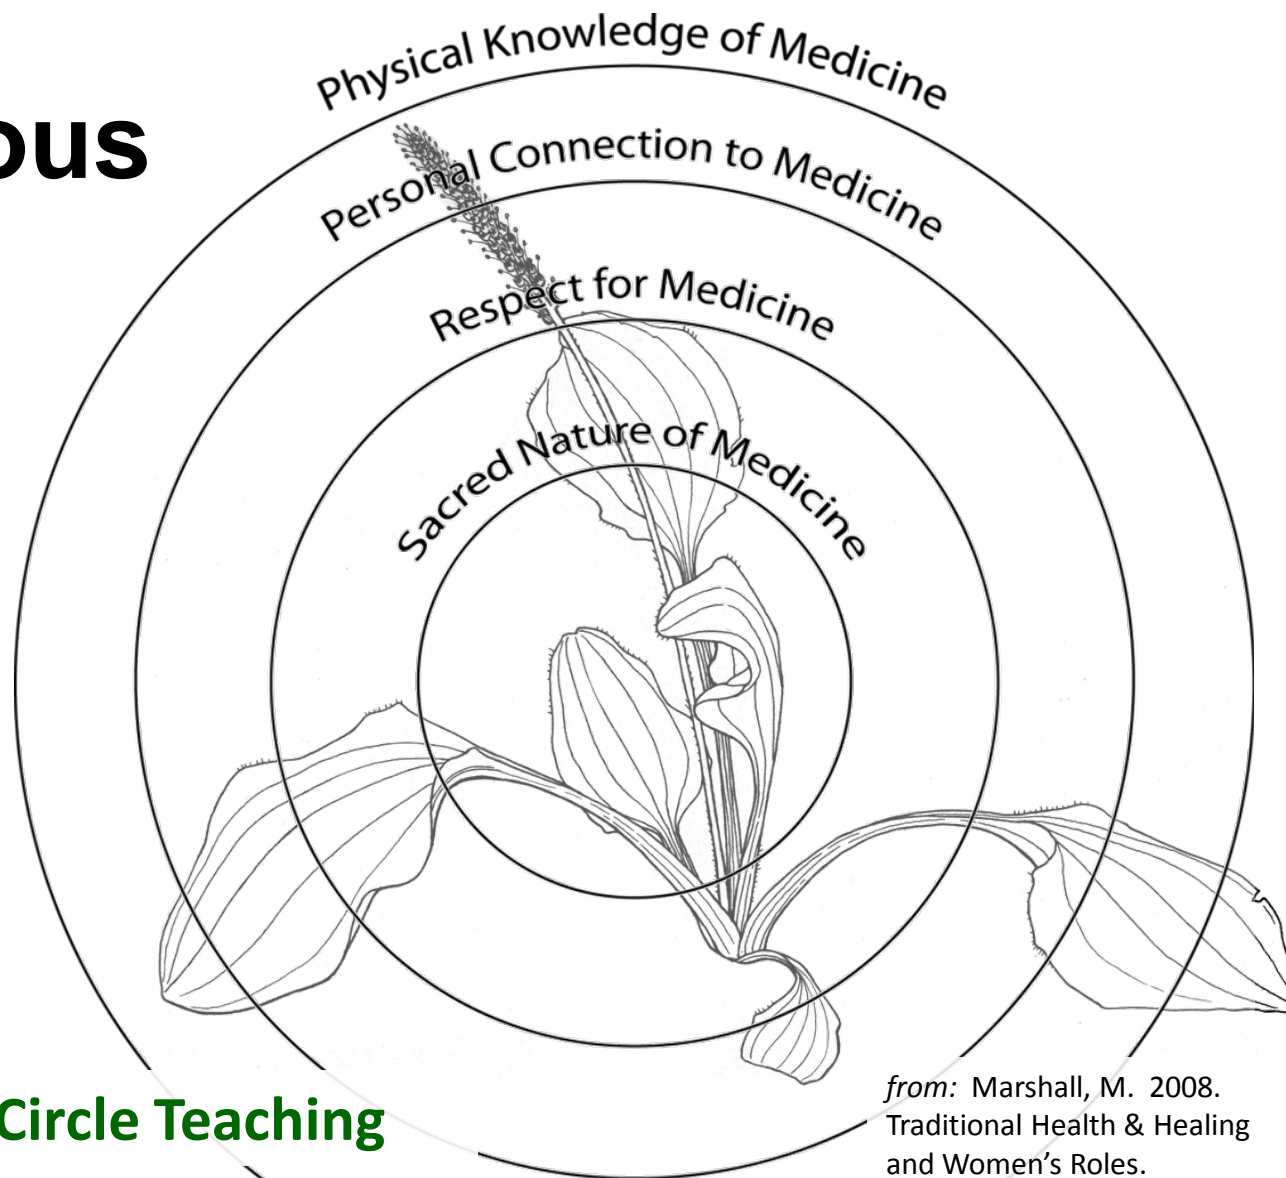 Physical Knowledge of Medicine
ous
Personal Connection to Medicine
Respect for Medicine
Sacred Nature of Medicine
Circle Teaching
from: Marshall, M. 2008.
Traditional Health & Healing
and Women’s Roles.